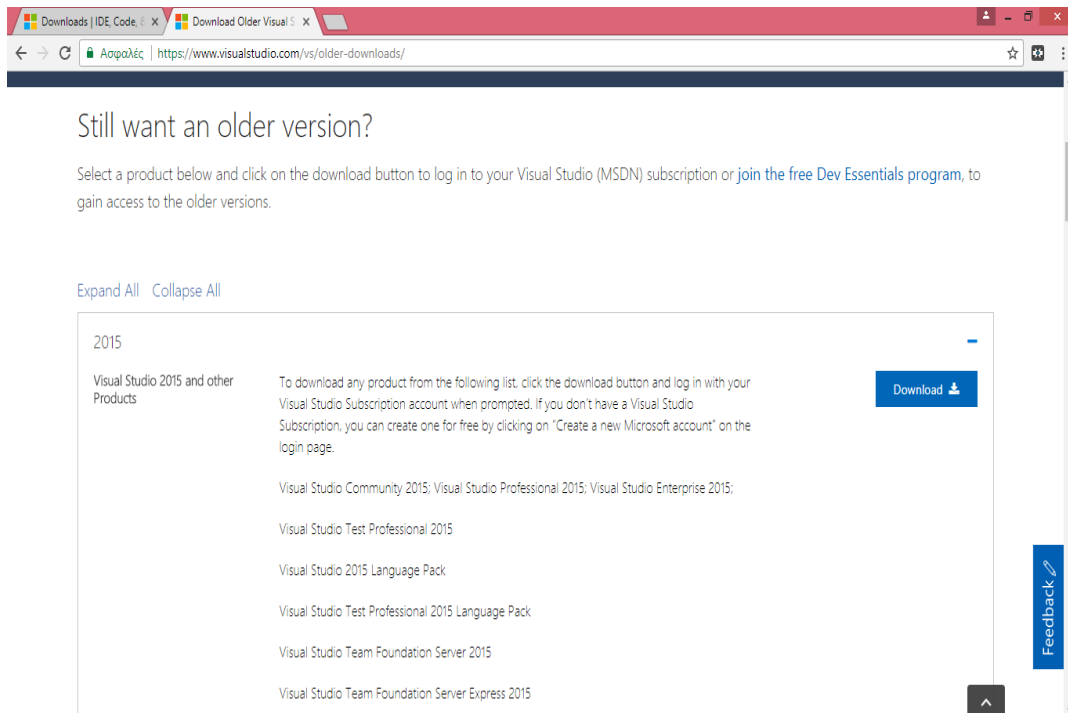 Downloads | IDE, Code, &
Download Older Visual S
Ασφαλές | https://www.visualstudio.com/vs/older-downloads/
Still want an older version?
Select a product below and click on the download button to log in to your Visual Studio (MSDN) subscription or join the free Dev Essentials program, to
gain access to the older versions.
Expand All Collapse All
2015
Visual Studio 2015 and other
Products
To download any product from the following list, click the download button and log in with your
Visual Studio Subscription account when prompted. If you don't have a Visual Studio
Subscription, you can create one for free by clicking on "Create a new Microsoft account" on the
login page.
Download
Visual Studio Community 2015; Visual Studio Professional 2015; Visual Studio Enterprise 2015;
Visual Studio Test Professional 2015
Visual Studio 2015 Language Pack
Visual Studio Test Professional 2015 Language Pack
Visual Studio Team Foundation Server 2015
Visual Studio Team Foundation Server Express 2015
Feedback